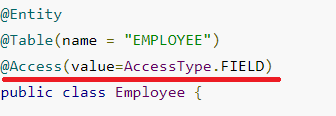 @Entity
@Table(name = "EMPLOYEE")
@Access(value=AccessType.FIELD)
public class Employee {